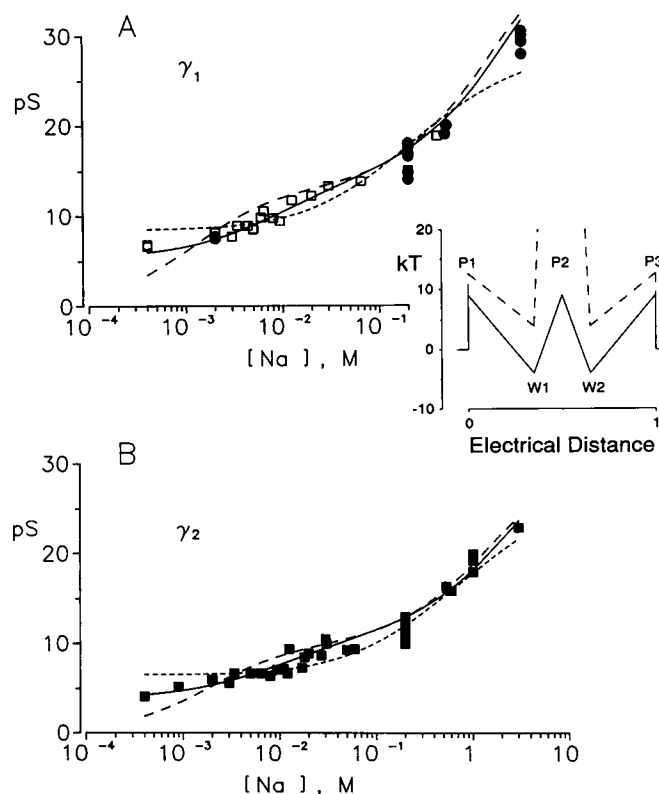 A
γ1
pS
30
20
10
0
10⁻⁴ 10⁻³ 10⁻² 10⁻¹
[Na], M
kT
20
10
0
-10
P1 P2 P3
W1 W2
0 1
Electrical Distance
B
γ2
pS
30
20
10
0
10⁻⁴ 10⁻³ 10⁻² 10⁻¹ 1 10
[Na], M